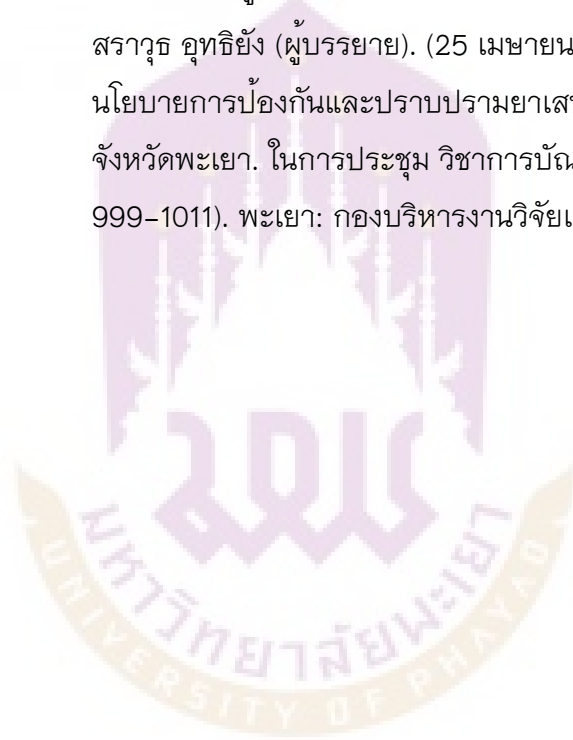 สราวุธ อุทธิยัง (ผู้บรรยาย). (25 เมษายน
นโยบายการป้องกันและปราบปรามยาเส
จังหวัดพะเยา. ในการประชุม วิชาการบัณ
999–1011). พะเยา: กองบริหารงานวิจัยแ
มหาวิทยาลัยพะเยา
UNIVERSITY OF PHAYAO